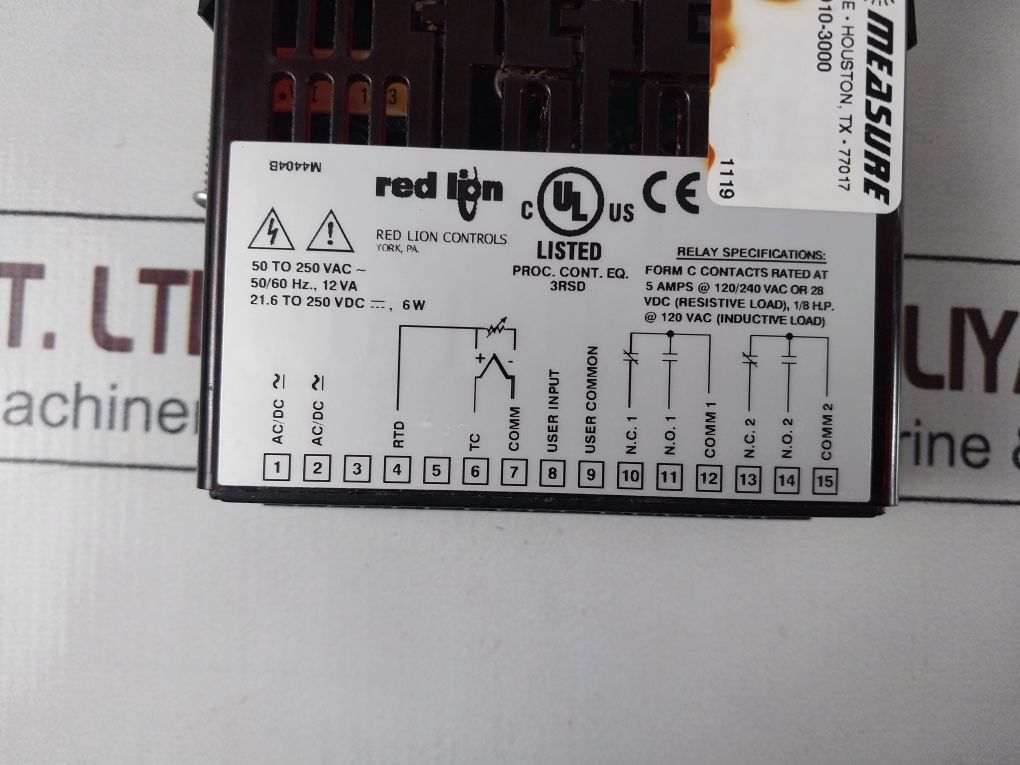 MEASURE
E • HOUSTON, TX • 77017
010-3000
1119
1 3
M4404B
red lion
RED LION CONTROLS
YORK, PA.
C UL US
LISTED
PROC. CONT. EQ.
3RSD
CE
50 TO 250 VAC ~
50/60 Hz., 12 VA
21.6 TO 250 VDC ⎓, 6 W
RELAY SPECIFICATIONS:
FORM C CONTACTS RATED AT
5 AMPS @ 120/240 VAC OR 28
VDC (RESISTIVE LOAD), 1/8 H.P.
@ 120 VAC (INDUCTIVE LOAD)
+ -
AC/DC
AC/DC
RTD
TC
COMM
USER INPUT
USER COMMON
N.C. 1
N.O. 1
COMM 1
N.C. 2
N.O. 2
COMM 2
1 2 3 4 5 6 7 8 9 10 11 12 13 14 15
T. LT
LIY
achine
rine &